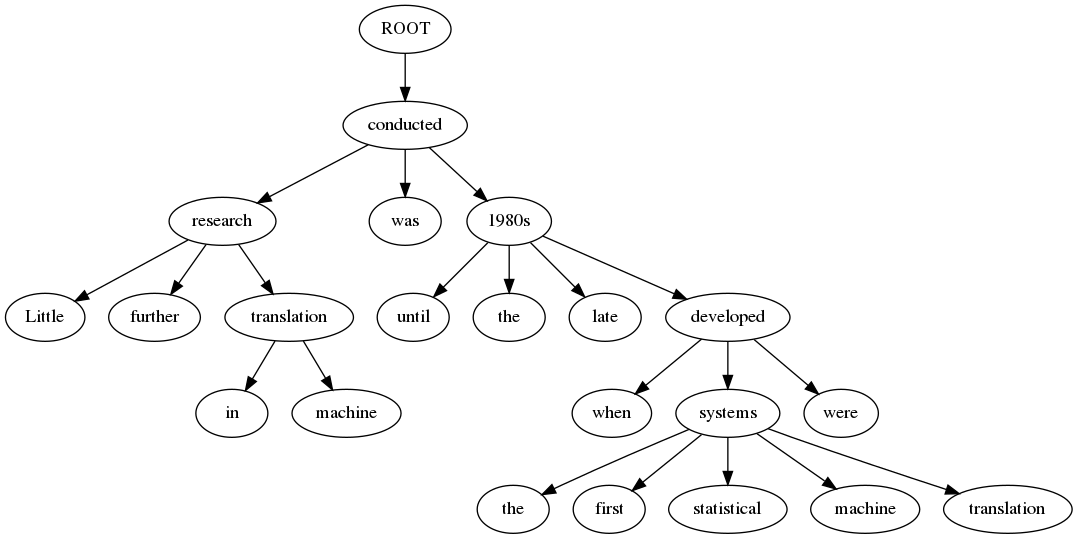 ROOT
conducted
research was 1980s
Little further translation until the late developed
in machine when systems were
the first statistical machine translation